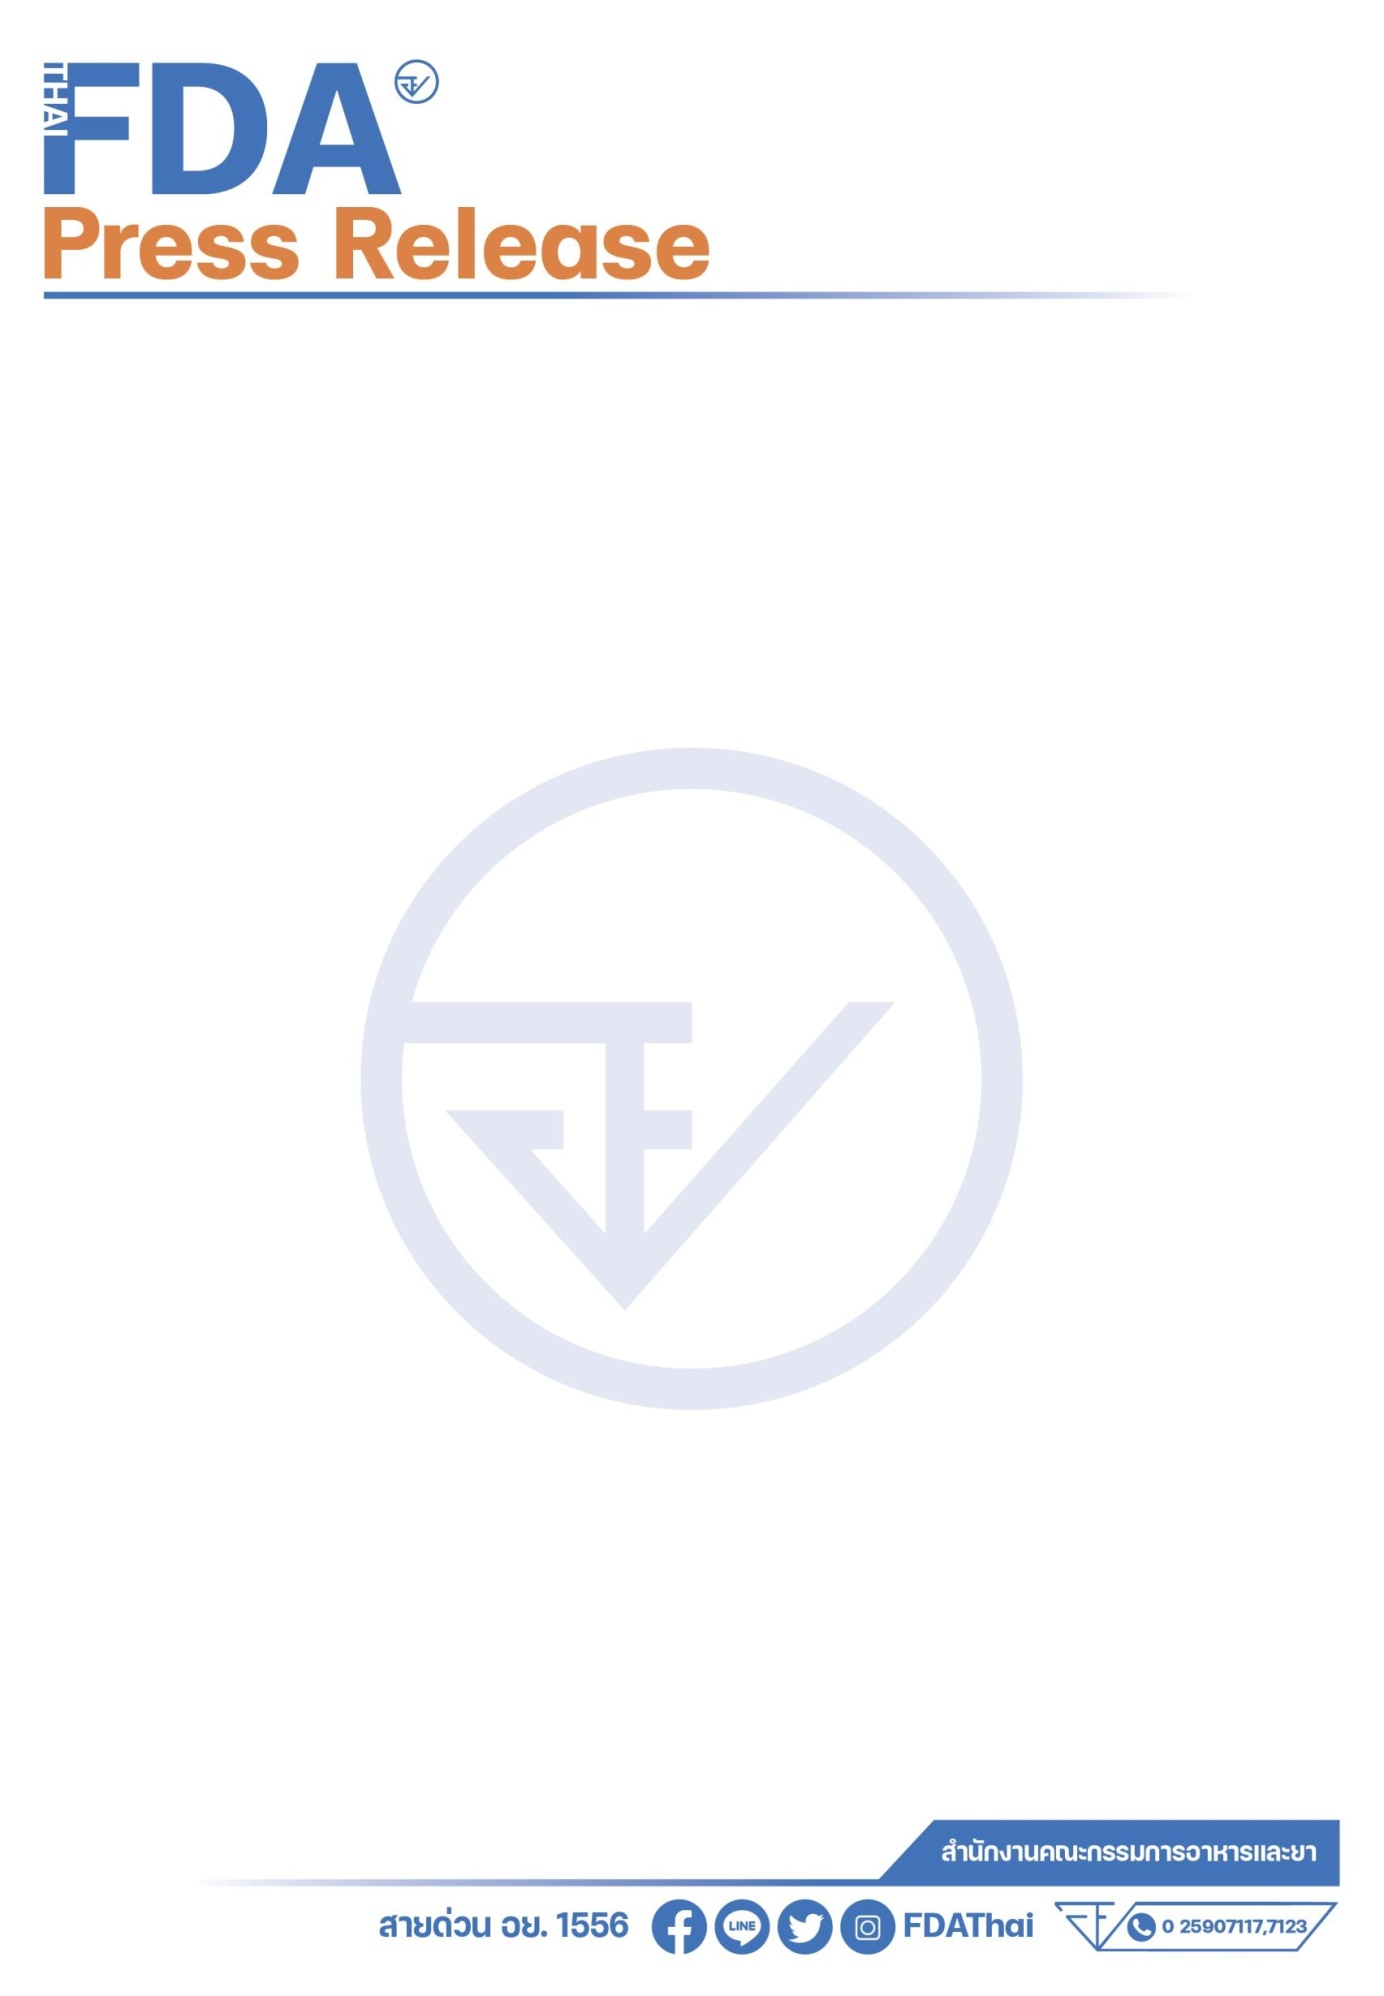 THAI
FDA
Press Release
สำนักงานคณะกรรมการอาหารและยา
สายด่วน อย. 1556
LINE
FDAThai
0 25907117,7123